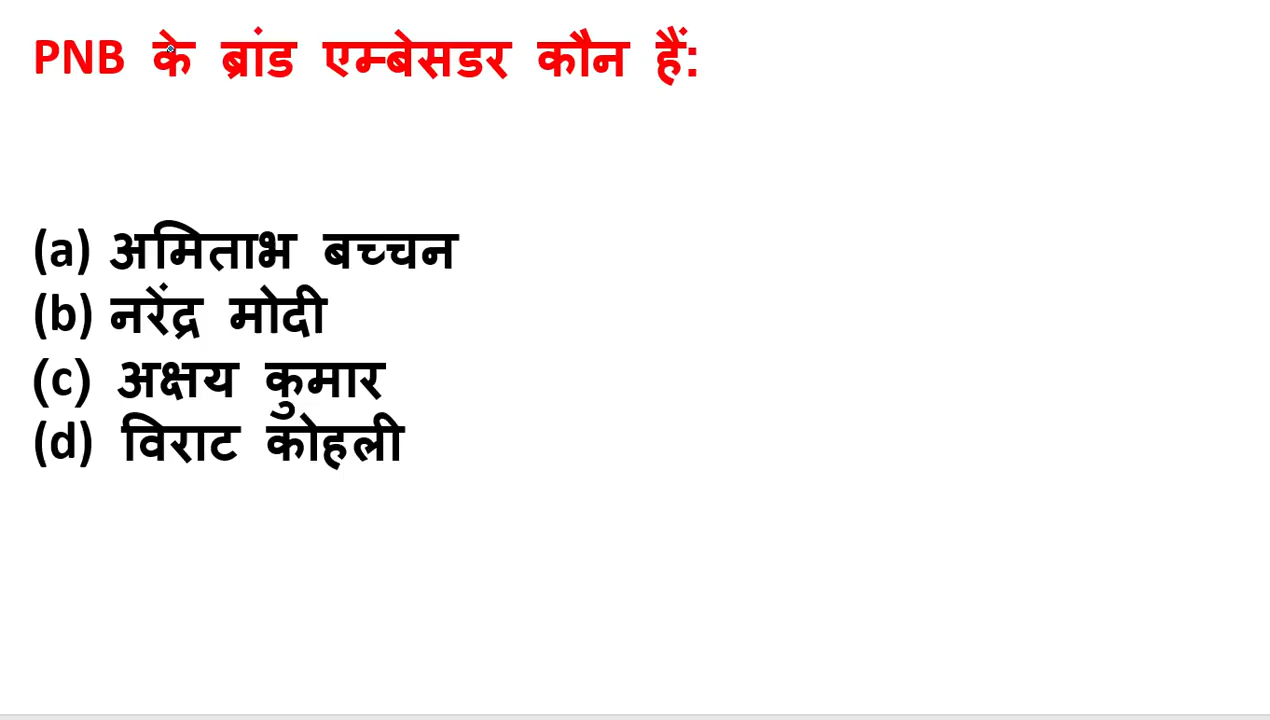 PNB के ब्रांड एम्बेसडर कौन हैं:
(a) अमिताभ बच्चन
(b) नरेंद्र मोदी
(c) अक्षय कुमार
(d) विराट कोहली